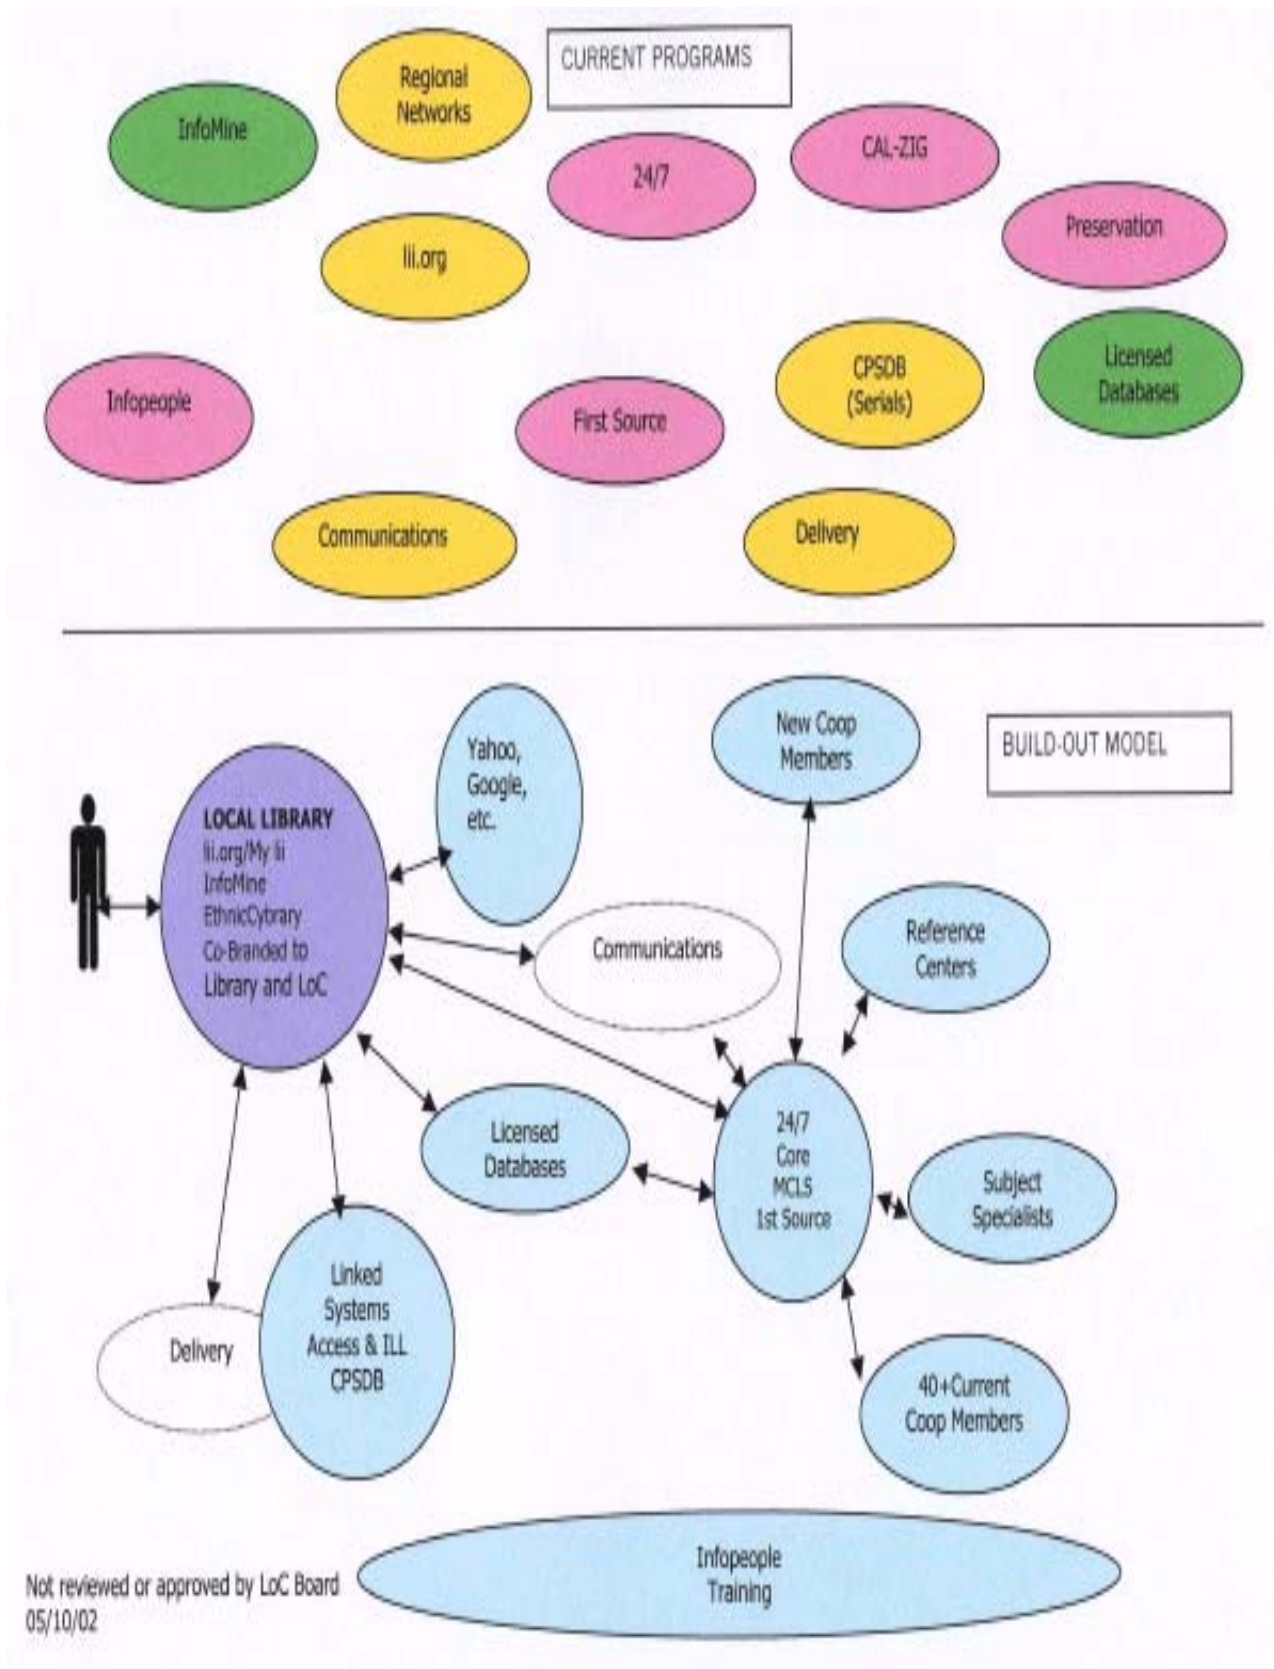 CURRENT PROGRAMS
Regional
Networks
InfoMine
24/7
CAL-ZIG
Preservation
lii.org
Licensed
Databases
CPSDB
(Serials)
Infopeople
First Source
Communications
Delivery
BUILD-OUT MODEL
New Coop
Members
Yahoo,
Google,
etc.
LOCAL LIBRARY
lii.org/My lii
InfoMine
EthnicCybrary
Co-Branded to
Library and LoC
Communications
Reference
Centers
24/7
Core
MCLS
1st Source
Licensed
Databases
Subject
Specialists
Linked
Systems
Access & ILL
CPSDB
Delivery
40+Current
Coop Members
Infopeople
Training
Not reviewed or approved by LoC Board
05/10/02